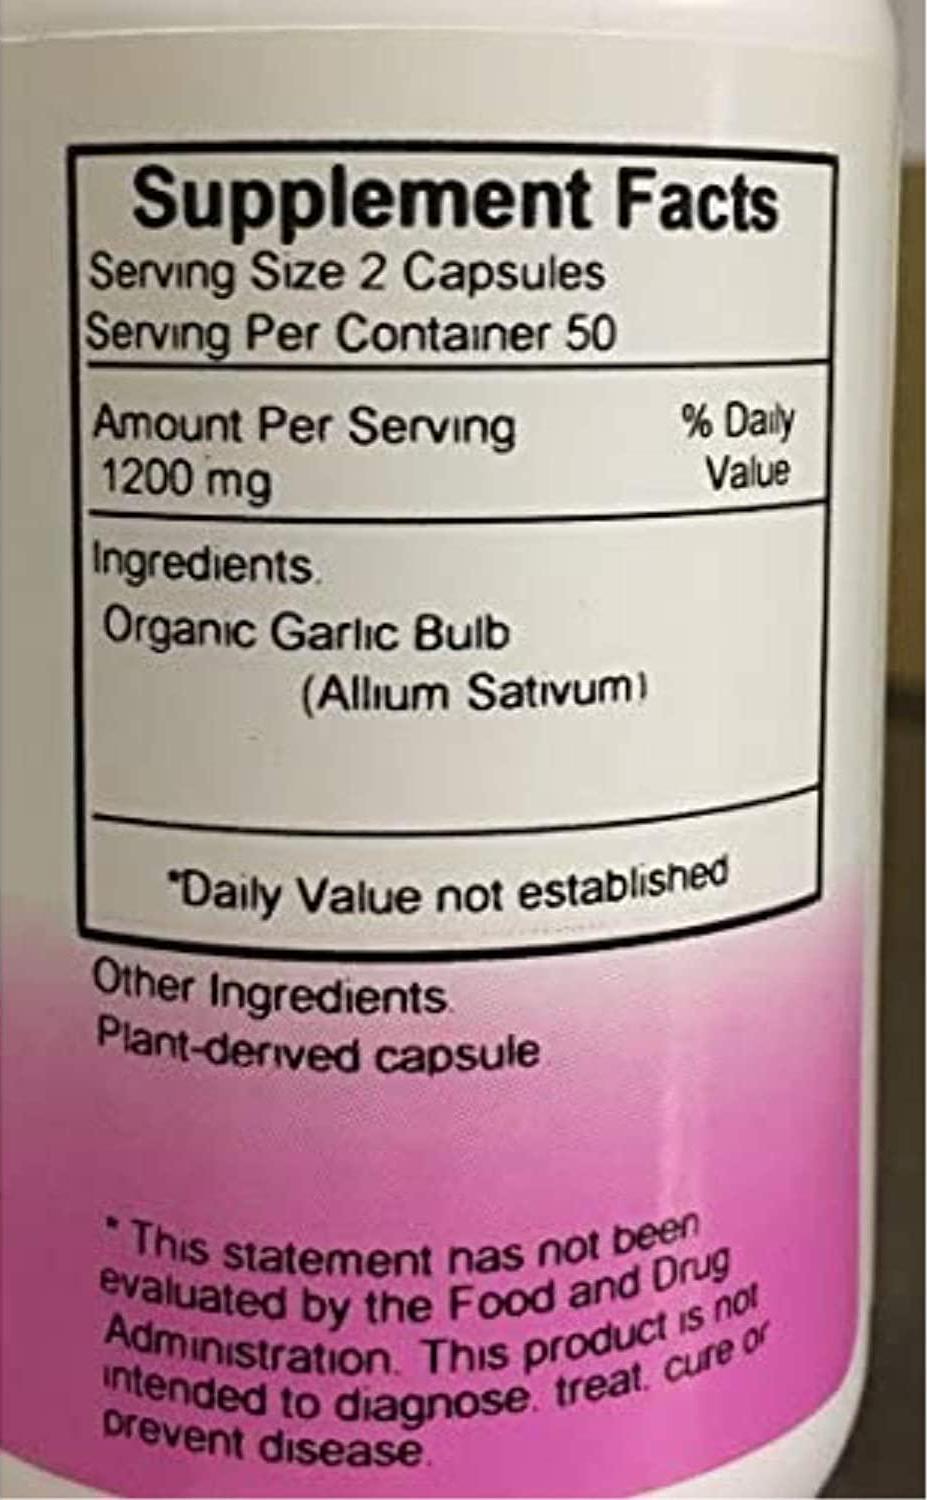 Supplement Facts
Serving Size 2 Capsules
Serving Per Container 50
Amount Per Serving % Daily
1200 mg Value
Ingredients.
Organic Garlic Bulb
(Allium Sativum)
*Daily Value not established
Other Ingredients.
Plant-derived capsule
* This statement has not been
evaluated by the Food and Drug
Administration. This product is not
intended to diagnose. treat. cure or
prevent disease.